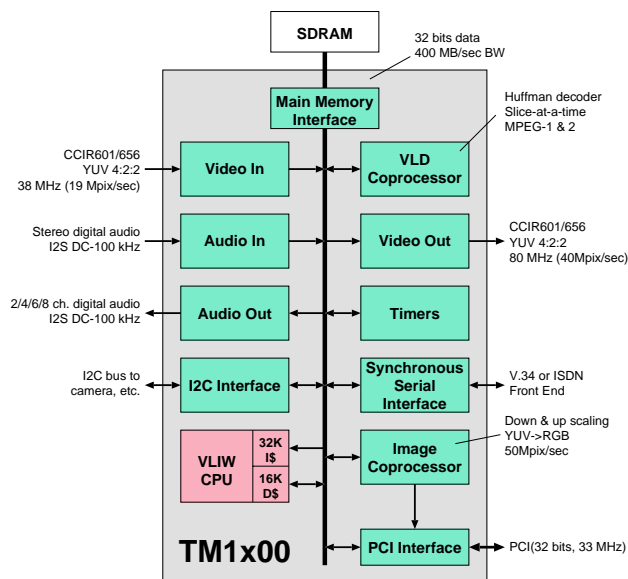 SDRAM
32 bits data
400 MB/sec BW
Main Memory
Interface
Huffman decoder
Slice-at-a-time
MPEG-1 & 2
CCIR601/656
YUV 4:2:2
38 MHz (19 Mpix/sec)
Video In
VLD
Coprocessor
Stereo digital audio
I2S DC-100 kHz
Audio In
Video Out
CCIR601/656
YUV 4:2:2
80 MHz (40Mpix/sec)
2/4/6/8 ch. digital audio
I2S DC-100 kHz
Audio Out
Timers
I2C bus to
camera, etc.
I2C Interface
Synchronous
Serial
Interface
V.34 or ISDN
Front End
VLIW
CPU
32K
I$
16K
D$
Image
Coprocessor
Down & up scaling
YUV->RGB
50Mpix/sec
TM1x00
PCI Interface
PCI(32 bits, 33 MHz)